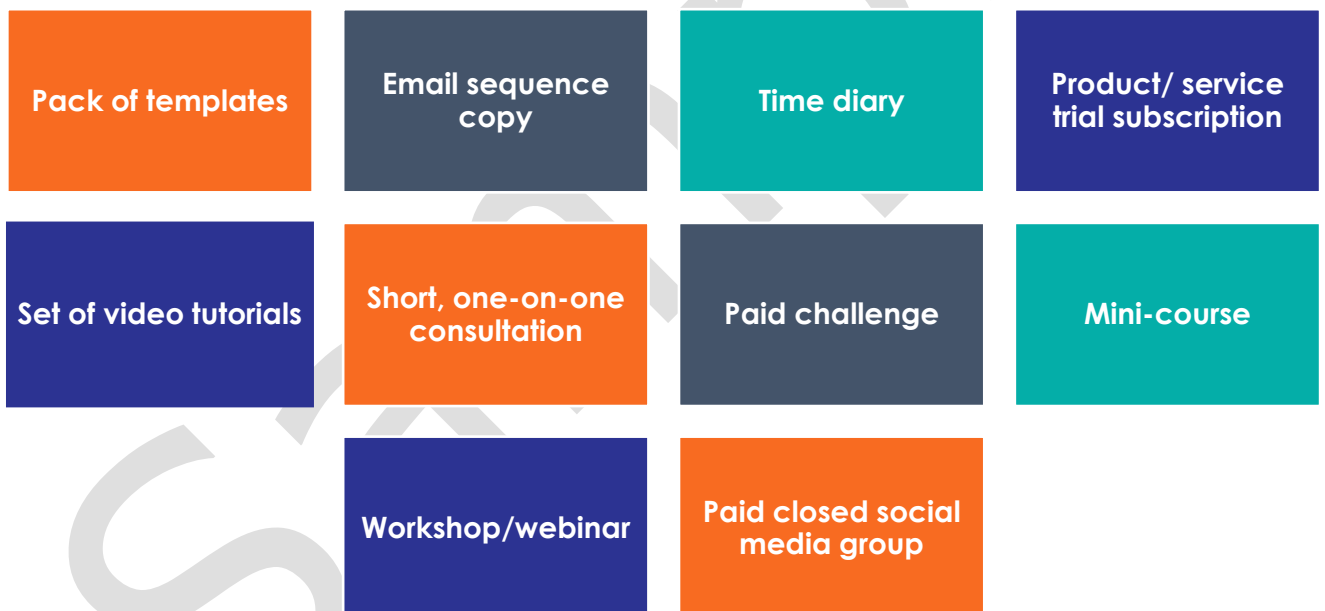 Pack of templates
Email sequence
copy
Time diary
Product/ service
trial subscription
Set of video tutorials
Short, one-on-one
consultation
Paid challenge
Mini-course
Workshop/webinar
Paid closed social
media group